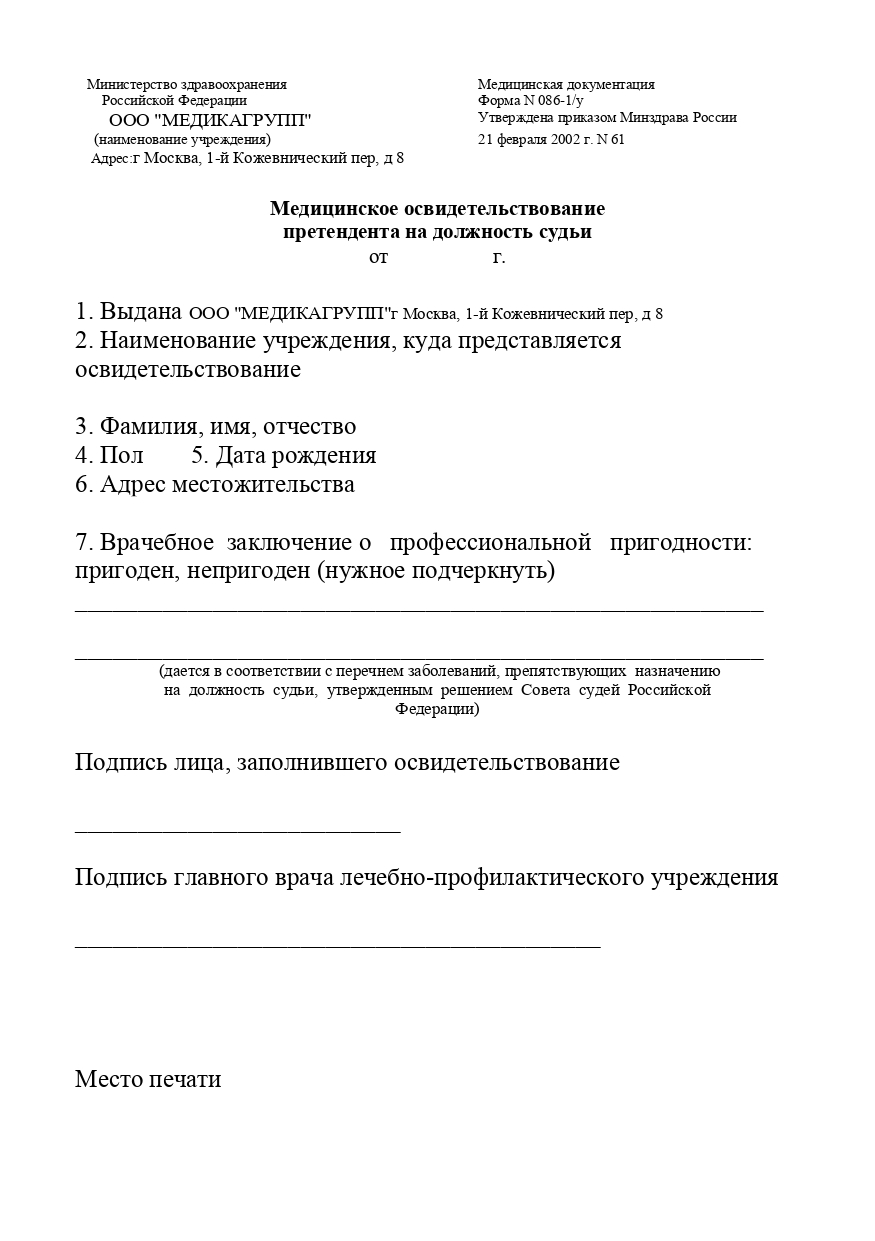 Министерство здравоохранения
Российской Федерации
ООО "МЕДИКАГРУПП"
(наименование учреждения)
Адрес:г Москва, 1-й Кожевнический пер, д 8
Медицинская документация
Форма N 086-1/у
Утверждена приказом Минздрава России
21 февраля 2002 г. N 61
Медицинское освидетельствование
претендента на должность судьи
от г.
1. Выдана ООО "МЕДИКАГРУПП"г Москва, 1-й Кожевнический пер, д 8
2. Наименование учреждения, куда представляется
освидетельствование
3. Фамилия, имя, отчество
4. Пол 5. Дата рождения
6. Адрес местожительства
7. Врачебное заключение о профессиональной пригодности:
пригоден, непригоден (нужное подчеркнуть)
(дается в соответствии с перечнем заболеваний, препятствующих назначению
на должность судьи, утвержденным решением Совета судей Российской
Федерации)
Подпись лица, заполнившего освидетельствование
Подпись главного врача лечебно-профилактического учреждения
Место печати